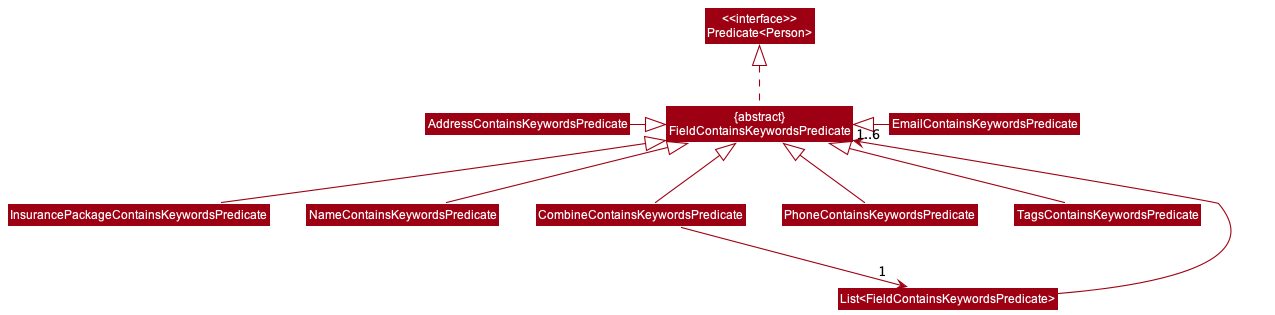 <<interface>>
Predicate<Person>
AddressContainsKeywordsPredicate
{abstract}
FieldContainsKeywordsPredicate
EmailContainsKeywordsPredicate
1..6
InsurancePackageContainsKeywordsPredicate
NameContainsKeywordsPredicate
CombineContainsKeywordsPredicate
PhoneContainsKeywordsPredicate
TagsContainsKeywordsPredicate
1
List<FieldContainsKeywordsPredicate>